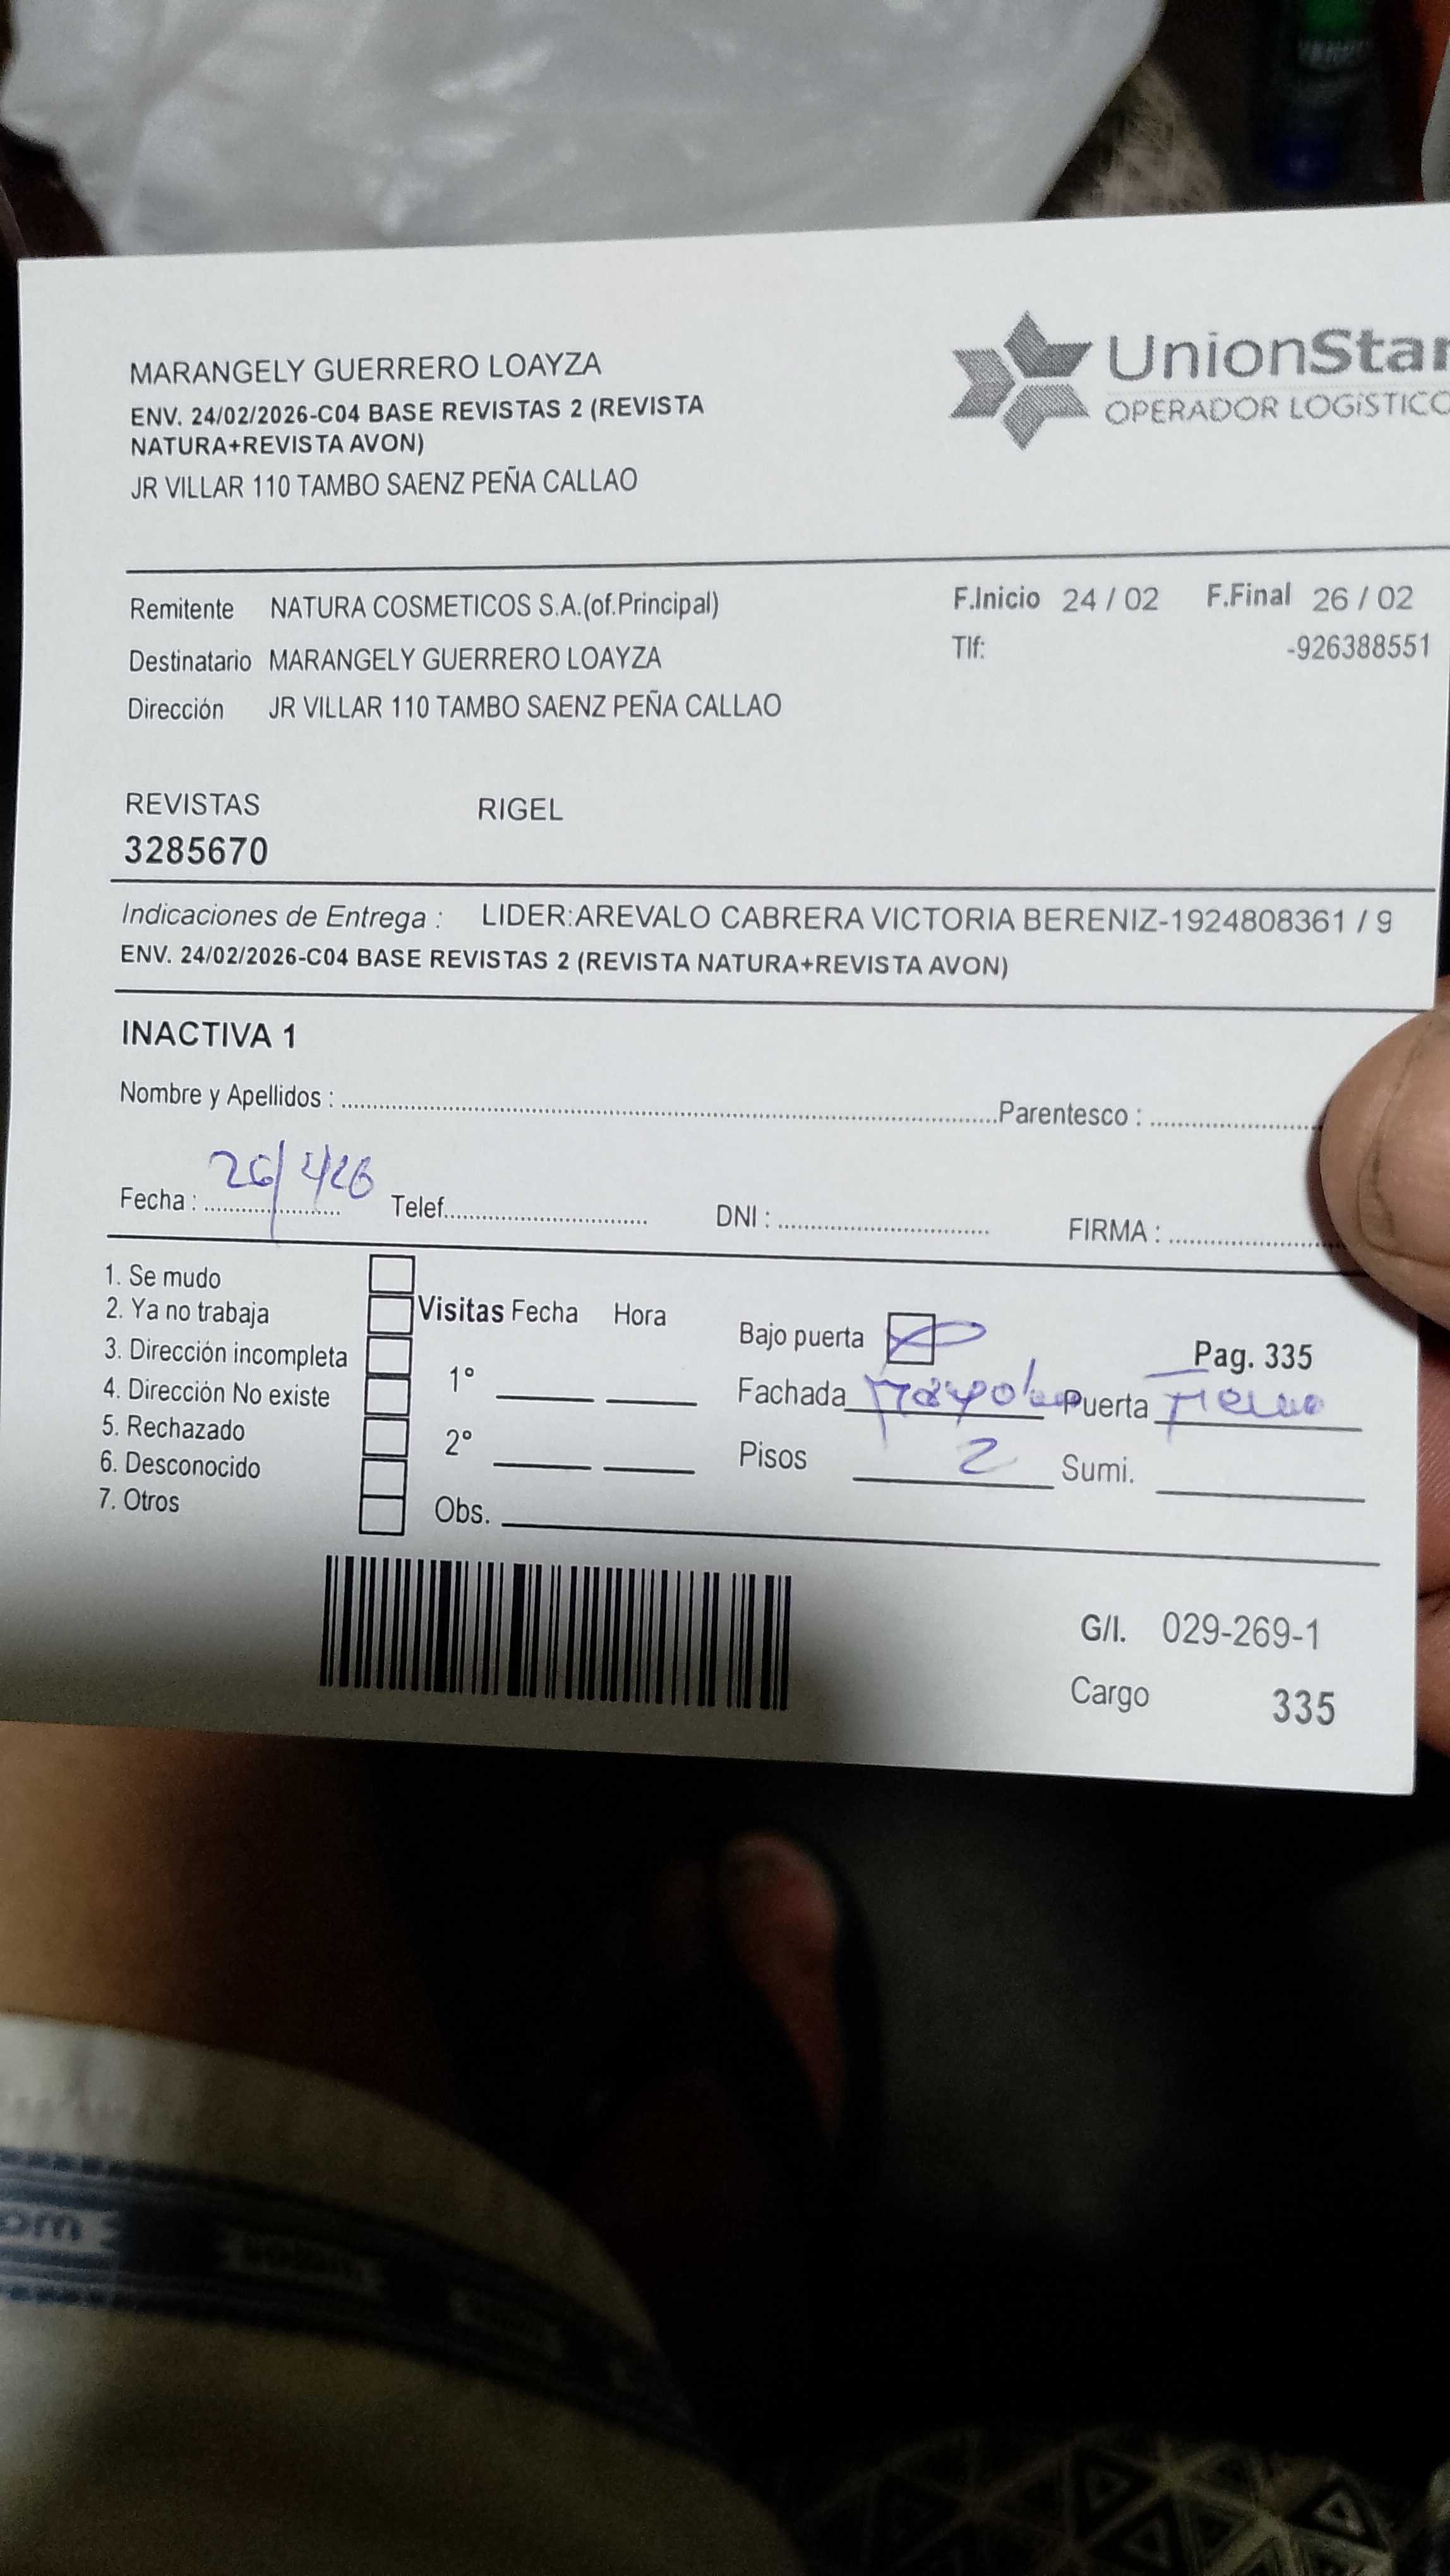 MARANGELY GUERRERO LOAYZA
ENV. 24/02/2026-C04 BASE REVISTAS 2 (REVISTA
NATURA+REVISTA AVON)
JR VILLAR 110 TAMBO SAENZ PEÑA CALLAO
UnionStar
OPERADOR LOGÍSTICO
Remitente NATURA COSMETICOS S.A.(of.Principal) F.Inicio 24 / 02 F.Final 26 / 02
Destinatario MARANGELY GUERRERO LOAYZA Tlf: -926388551
Dirección JR VILLAR 110 TAMBO SAENZ PEÑA CALLAO
REVISTAS RIGEL
3285670
Indicaciones de Entrega : LIDER:AREVALO CABRERA VICTORIA BERENIZ-1924808361 / 9
ENV. 24/02/2026-C04 BASE REVISTAS 2 (REVISTA NATURA+REVISTA AVON)
INACTIVA 1
Nombre y Apellidos : Parentesco :
Fecha : Telef. DNI : FIRMA :
1. Se mudo
2. Ya no trabaja
3. Dirección incompleta
4. Dirección No existe
5. Rechazado
6. Desconocido
7. Otros
Visitas Fecha Hora
1°
2°
Obs.
Bajo puerta Pag. 335
Fachada Puerta
Pisos 2 Sumi.
G/I. 029-269-1
Cargo 335